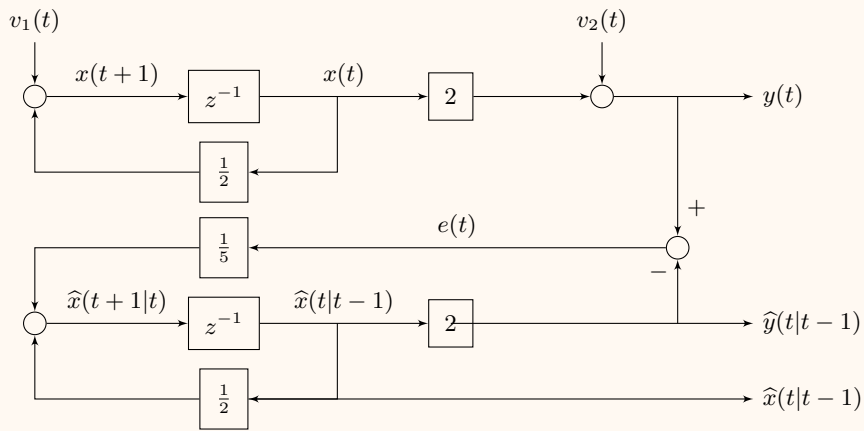 v₁(t)
v₂(t)
x(t + 1)
z⁻¹
x(t)
2
y(t)
1/2
+
e(t)
1/5
−
x̂(t+1|t)
z⁻¹
x̂(t|t−1)
2
ŷ(t|t−1)
1/2
x̂(t|t−1)